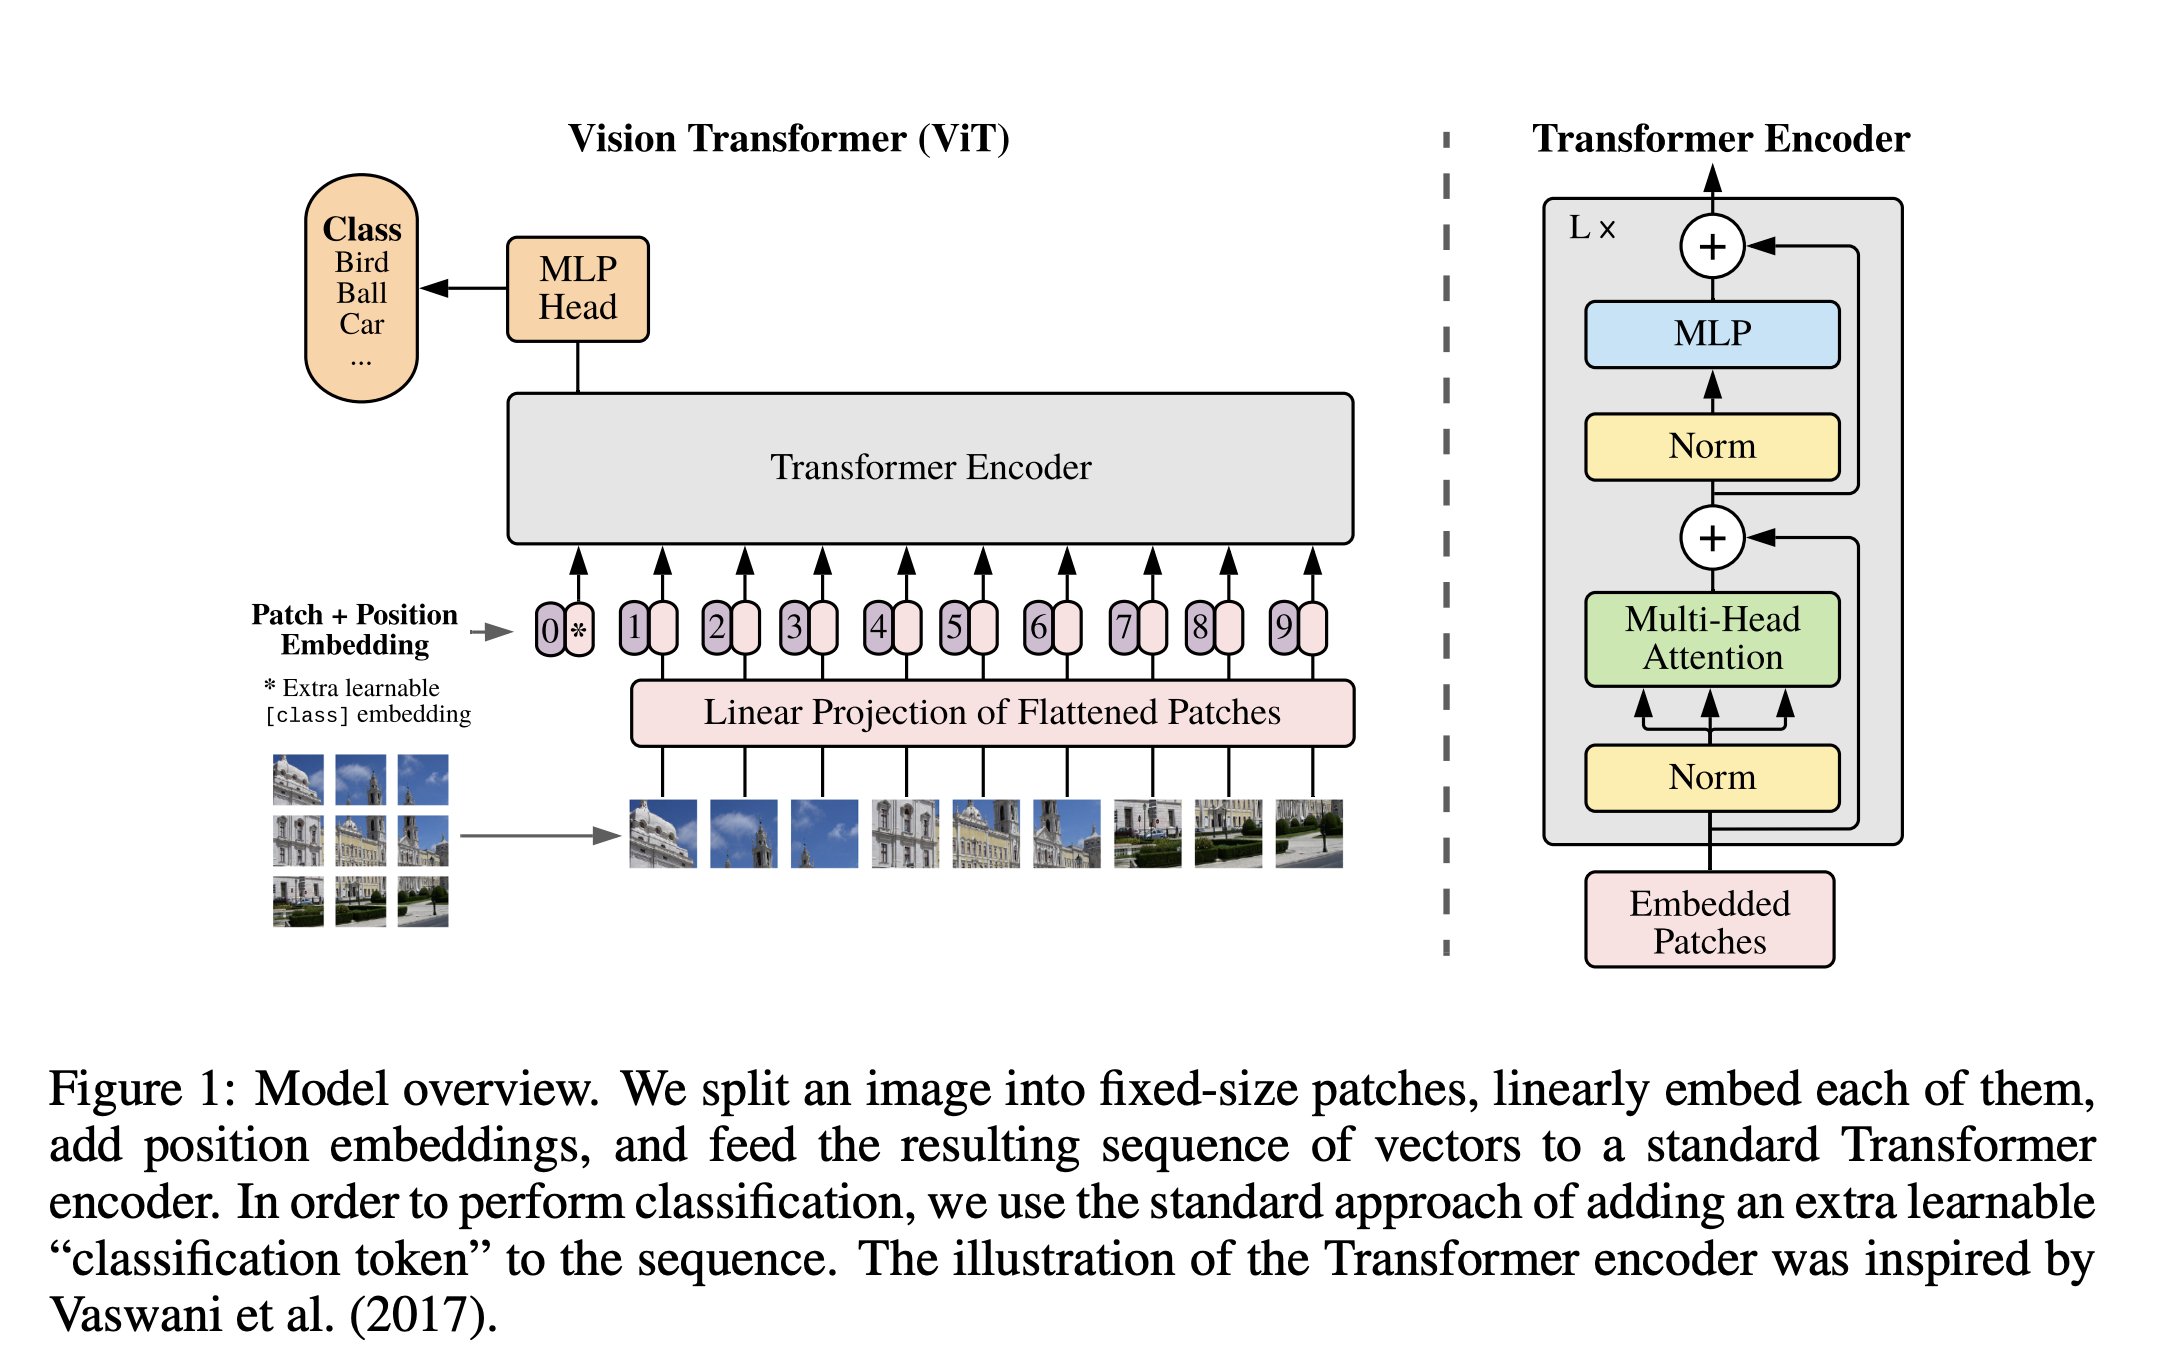 Vision Transformer (ViT)
Class
Bird
Ball
Car
...
MLP
Head
Transformer Encoder
Patch + Position
Embedding
* Extra learnable
[class] embedding
0 * 1 2 3 4 5 6 7 8 9
Linear Projection of Flattened Patches
Transformer Encoder
L ×
+
MLP
Norm
+
Multi-Head
Attention
Norm
Embedded
Patches
Figure 1: Model overview. We split an image into fixed-size patches, linearly embed each of them,
add position embeddings, and feed the resulting sequence of vectors to a standard Transformer
encoder. In order to perform classification, we use the standard approach of adding an extra learnable
“classification token” to the sequence. The illustration of the Transformer encoder was inspired by
Vaswani et al. (2017).